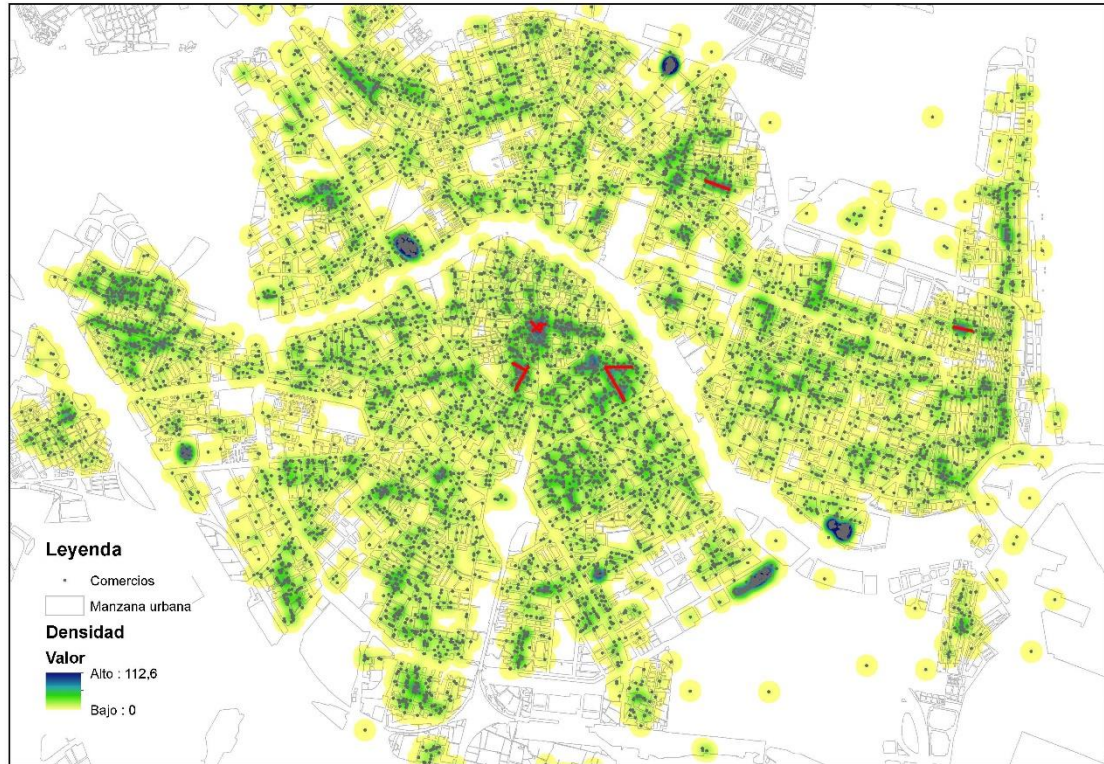 Leyenda
Comercios
Manzana urbana
Densidad
Valor
Alto : 112,6
Bajo : 0